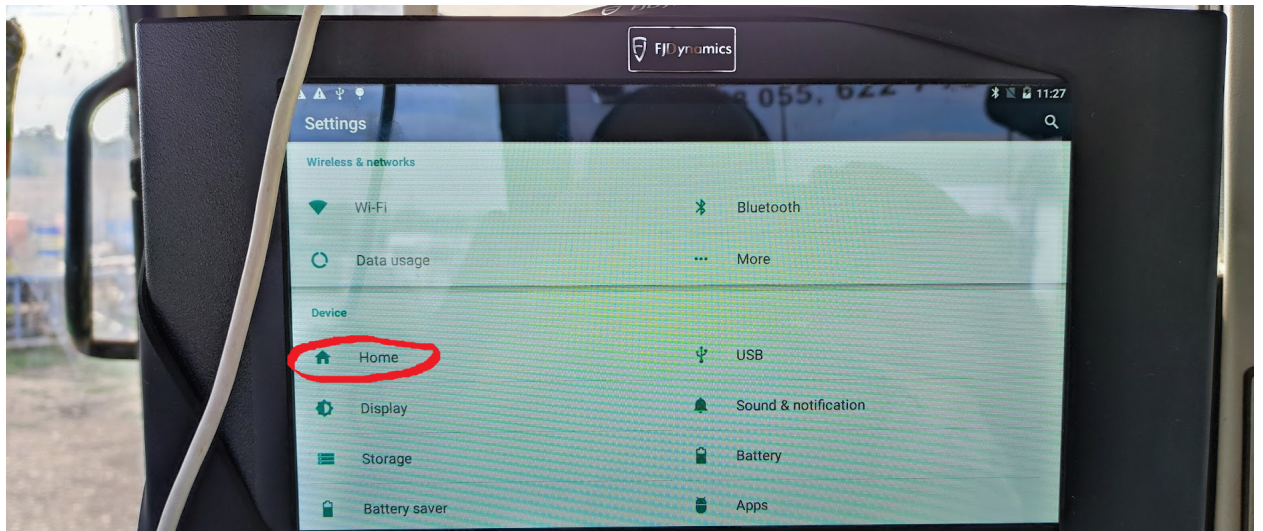 FJDynamics
11:27
Settings
Wireless & networks
Wi-Fi Bluetooth
Data usage More
Device
Home USB
Display Sound & notification
Storage Battery
Battery saver Apps